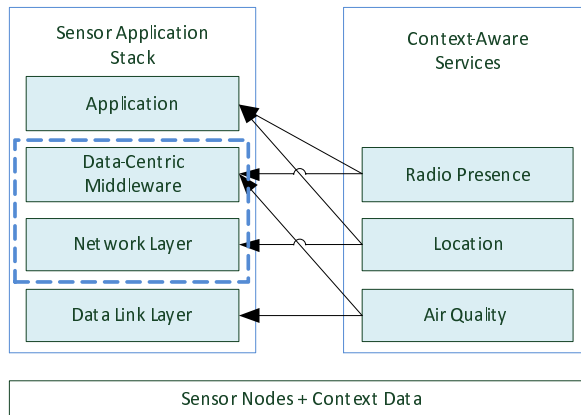 Sensor Application
Stack
Application
Data-Centric
Middleware
Network Layer
Data Link Layer
Context-Aware
Services
Radio Presence
Location
Air Quality
Sensor Nodes + Context Data